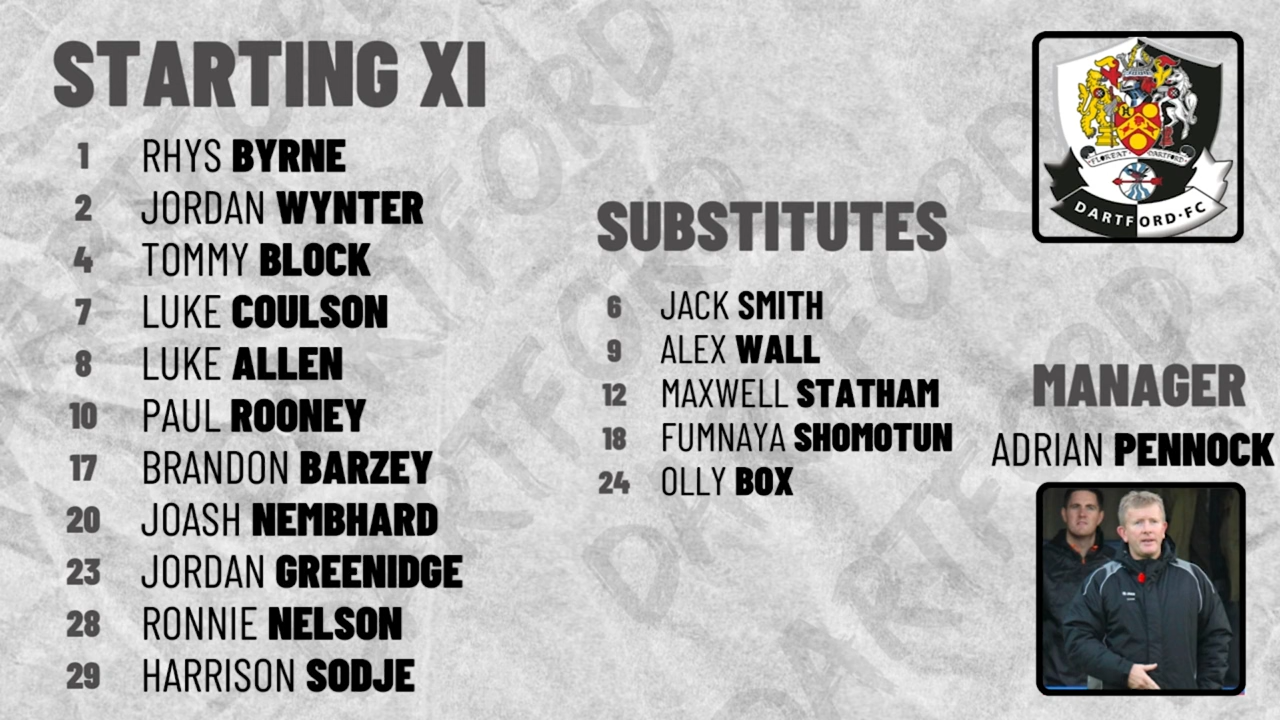 STARTING XI
1 RHYS BYRNE
2 JORDAN WYNTER
4 TOMMY BLOCK
7 LUKE COULSON
8 LUKE ALLEN
10 PAUL ROONEY
17 BRANDON BARZEY
20 JOASH NEMBHARD
23 JORDAN GREENIDGE
28 RONNIE NELSON
29 HARRISON SODJE
SUBSTITUTES
6 JACK SMITH
9 ALEX WALL
12 MAXWELL STATHAM
18 FUMNAYA SHOMOTUN
24 OLLY BOX
FLOREAT DARTFORD
DARTFORD·FC
MANAGER
ADRIAN PENNOCK